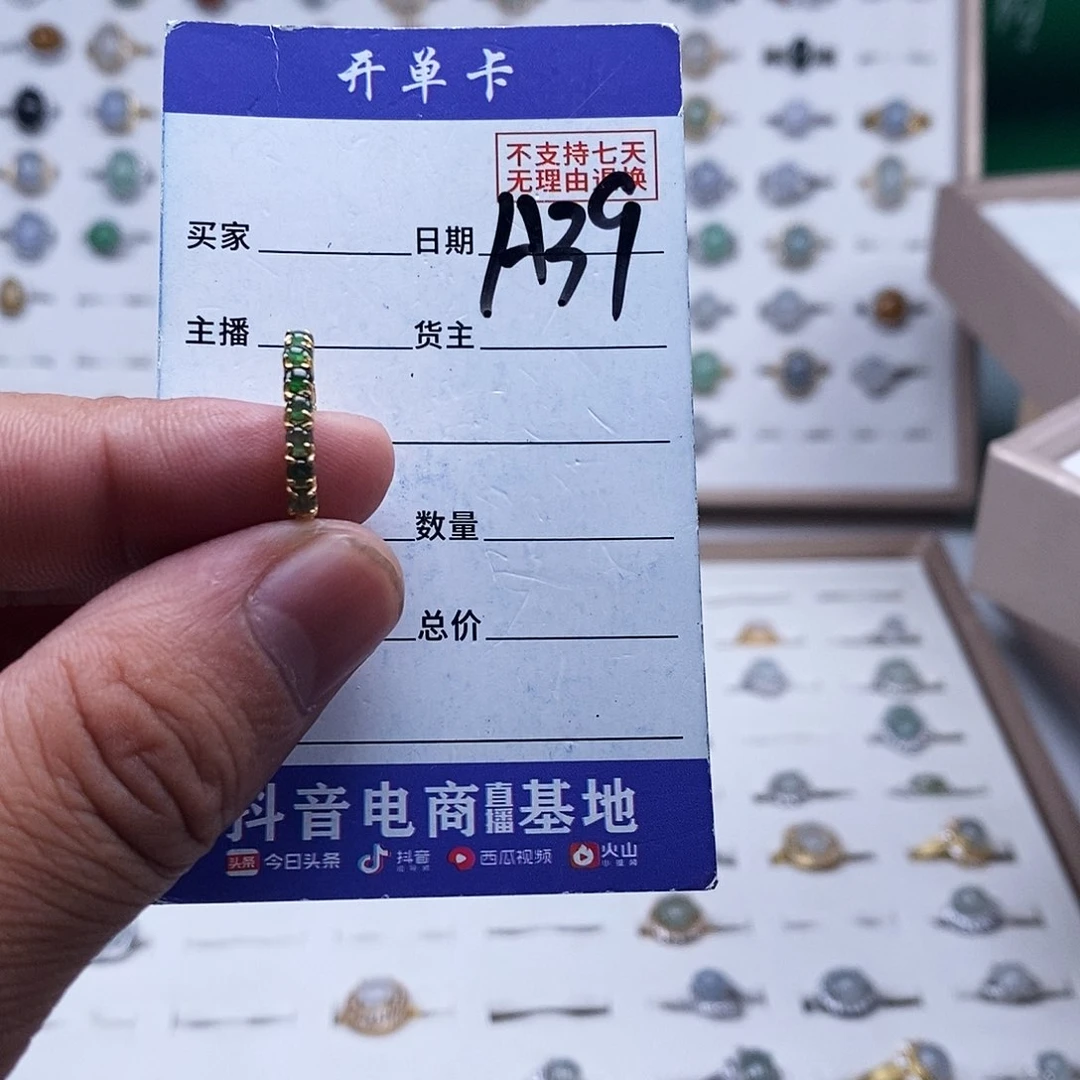 开单卡
不支持七天
无理由退换
买家 日期 A39
主播 货主
数量
总价
抖音电商直播基地
今日头条 抖音 西瓜视频 火山